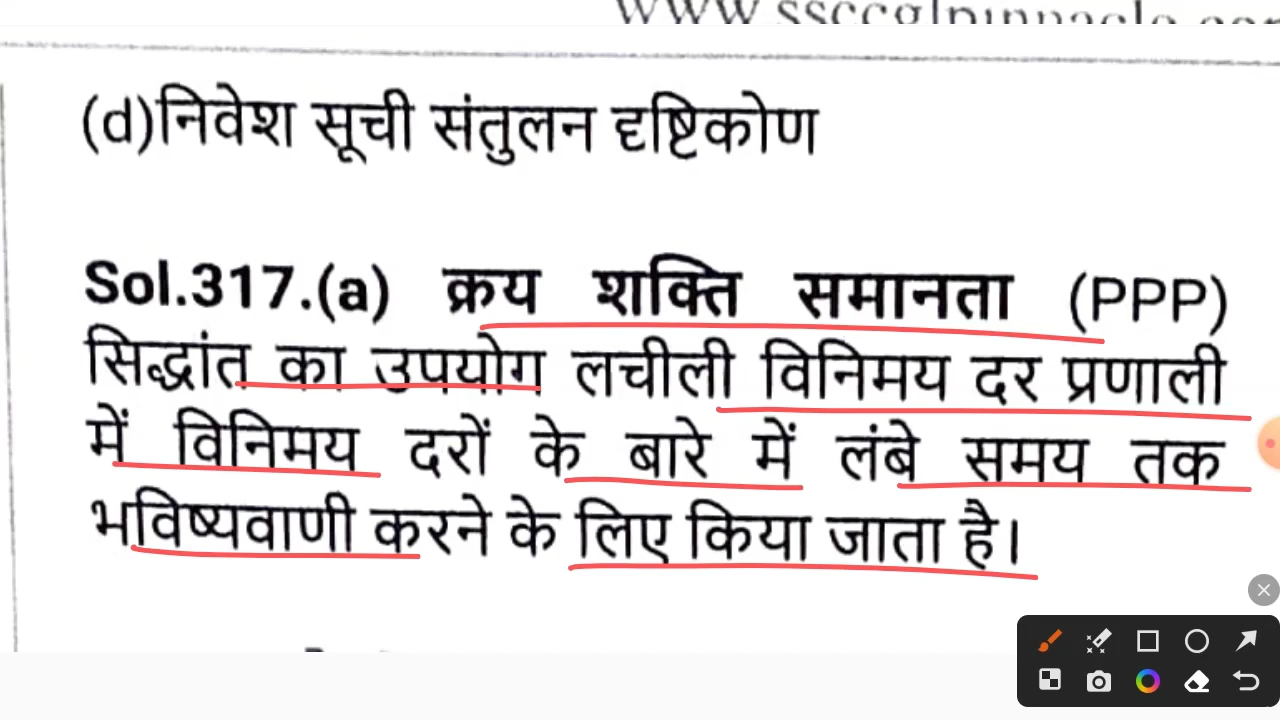 (d)निवेश सूची संतुलन दृष्टिकोण
Sol.317.(a) क्रय शक्ति समानता (PPP)
सिद्धांत का उपयोग लचीली विनिमय दर प्रणाली
में विनिमय दरों के बारे में लंबे समय तक
भविष्यवाणी करने के लिए किया जाता है।